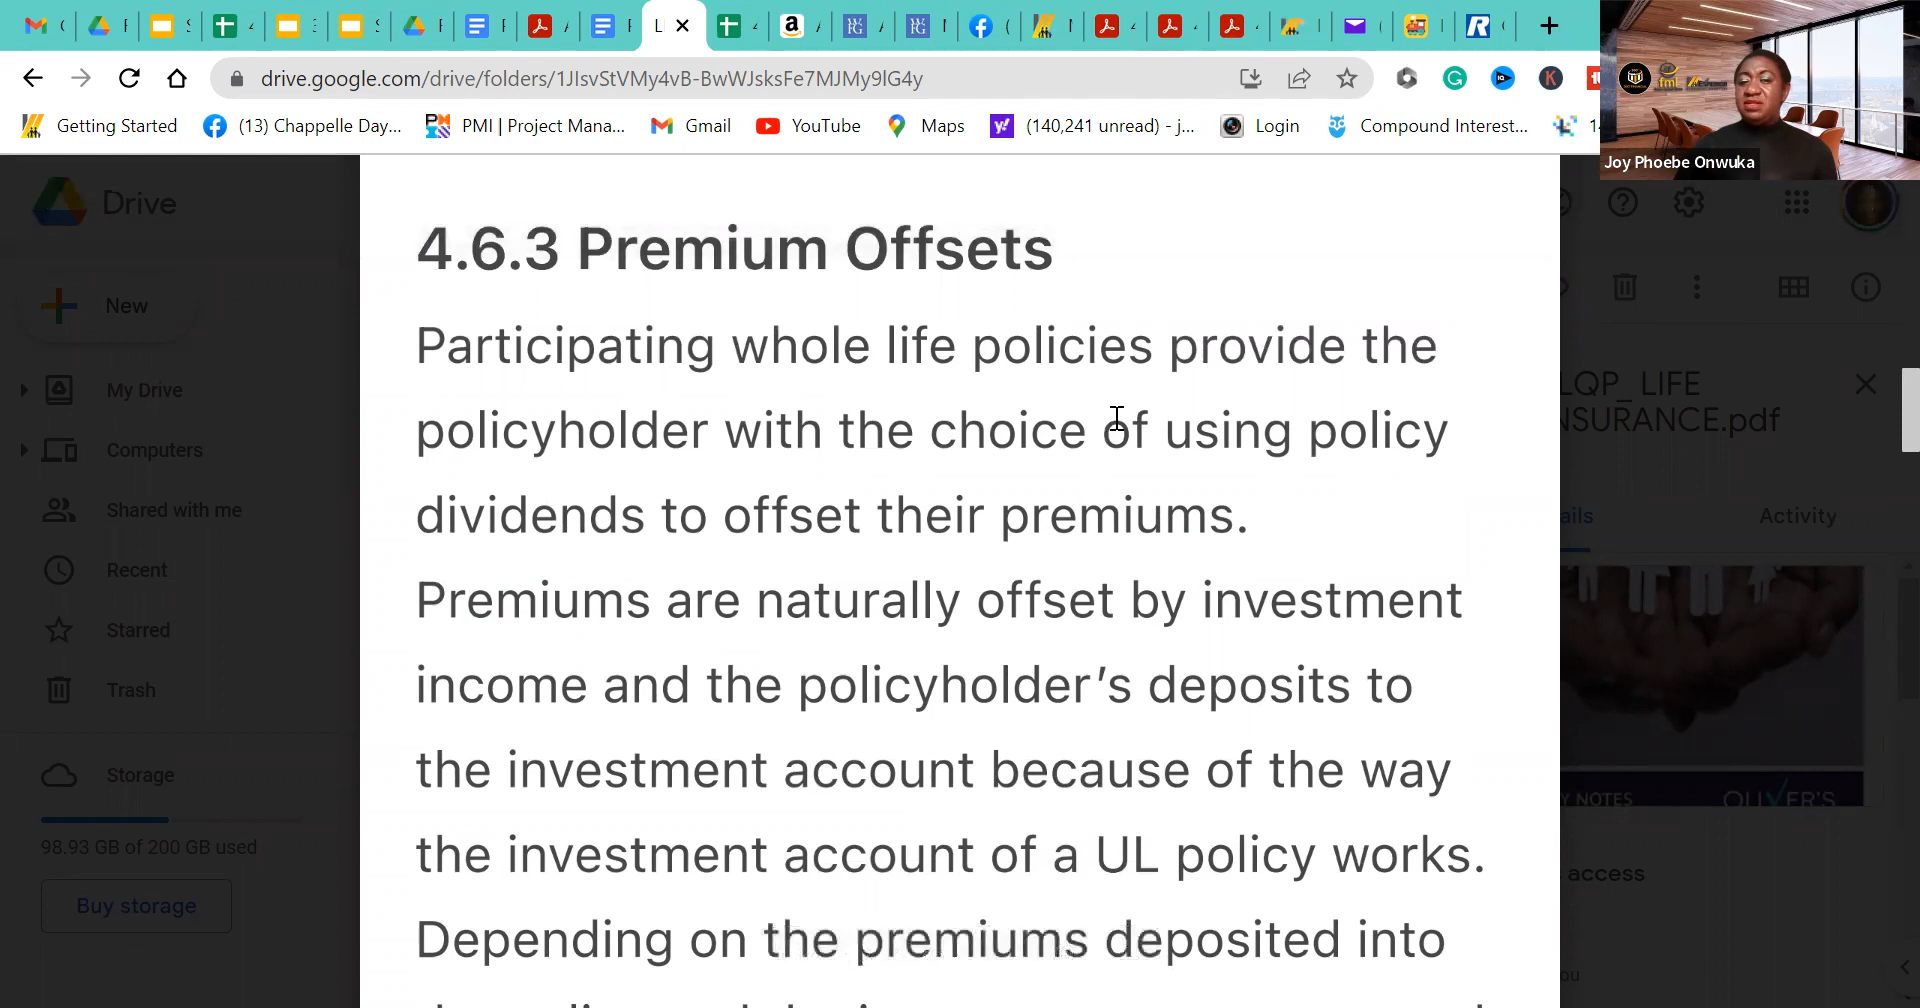 drive.google.com/drive/folders/1JIsvStVMy4vB-BwWJsksFe7MJMy9lG4y
Getting Started
(13) Chappelle Day...
PMI | Project Mana...
Gmail
YouTube
Maps
(140,241 unread) - j...
Login
Compound Interest...
Joy Phoebe Onwuka
Drive
New
My Drive
Computers
Shared with me
Recent
Starred
Trash
Storage
98.93 GB of 200 GB used
Buy storage
4.6.3 Premium Offsets
Participating whole life policies provide the
policyholder with the choice of using policy
dividends to offset their premiums.
Premiums are naturally offset by investment
income and the policyholder's deposits to
the investment account because of the way
the investment account of a UL policy works.
Depending on the premiums deposited into
LQP_ LIFE
NSURANCE.pdf
ails
Activity
Y NOTES
OLIVER'S
access